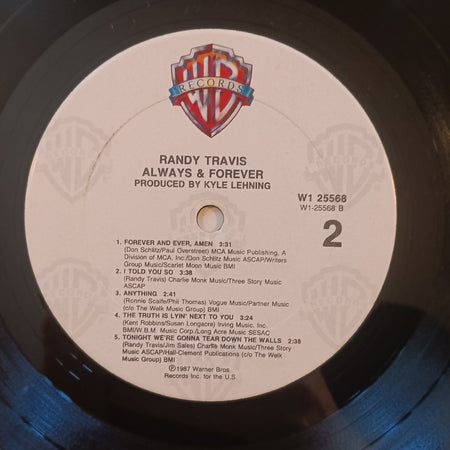 WB
RECORDS
RANDY TRAVIS
ALWAYS & FOREVER
PRODUCED BY KYLE LEHNING
W1 25568
W1-25568 B
2
1. FOREVER AND EVER, AMEN 3:31
(Don Schlitz/Paul Overstreet) MCA Music Publishing, A
Division of MCA, Inc./Don Schlitz Music ASCAP/Writers
Group Music/Scarlet Moon Music BMI
2. I TOLD YOU SO 3:38
(Randy Travis) Charlie Monk Music/Three Story Music
ASCAP
3. ANYTHING 2:41
(Ronnie Scaife/Phil Thomas) Vogue Music/Partner Music
(c/o The Welk Music Group) BMI
4. THE TRUTH IS LYIN' NEXT TO YOU 3:24
(Kent Robbins/Susan Longacre) Irving Music, Inc.
BMI/W.B.M. Music Corp./Long Acre Music SESAC
5. TONIGHT WE'RE GONNA TEAR DOWN THE WALLS 2:38
(Randy Travis/Jim Sales) Charlie Monk Music/Three Story
Music ASCAP/Hall-Clement Publications (c/o The Welk
Music Group) BMI
©1987 Warner Bros.
Records Inc. for the U.S.